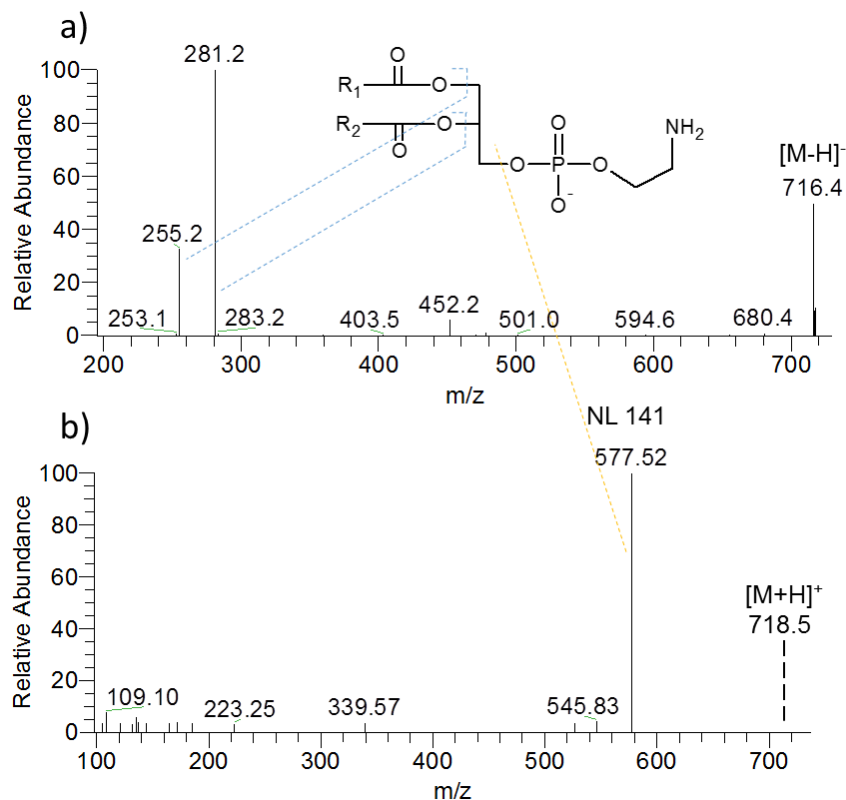 a)
281.2
100
80
60
40
20
0
Relative Abundance
255.2
253.1
283.2
403.5
452.2
501.0
594.6
680.4
[M-H]-
716.4
R1
O
O
R2
O
O
O
P
O
O
O-
NH2
200
300
400
500
600
700
m/z
b)
NL 141
577.52
100
80
60
40
20
0
Relative Abundance
109.10
223.25
339.57
545.83
[M+H]+
718.5
100
200
300
400
500
600
700
m/z